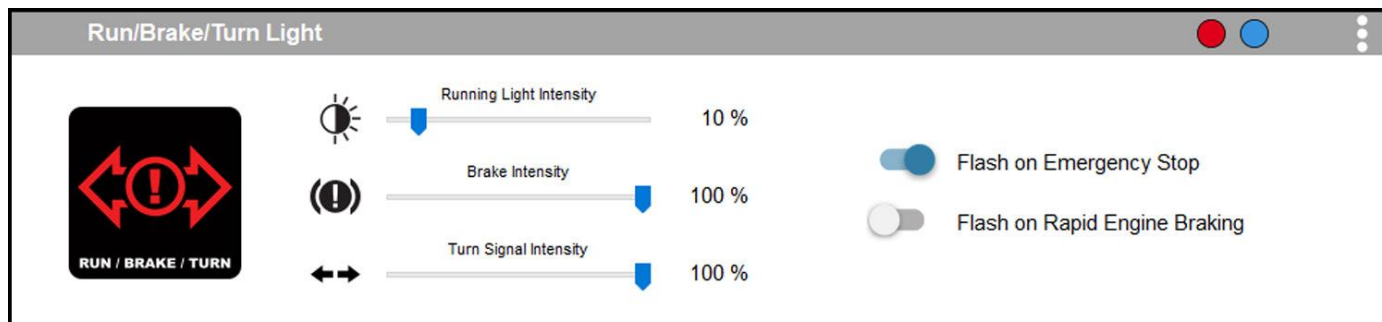 Run/Brake/Turn Light
Running Light Intensity
10 %
Brake Intensity
100 %
Turn Signal Intensity
100 %
RUN / BRAKE / TURN
Flash on Emergency Stop
Flash on Rapid Engine Braking